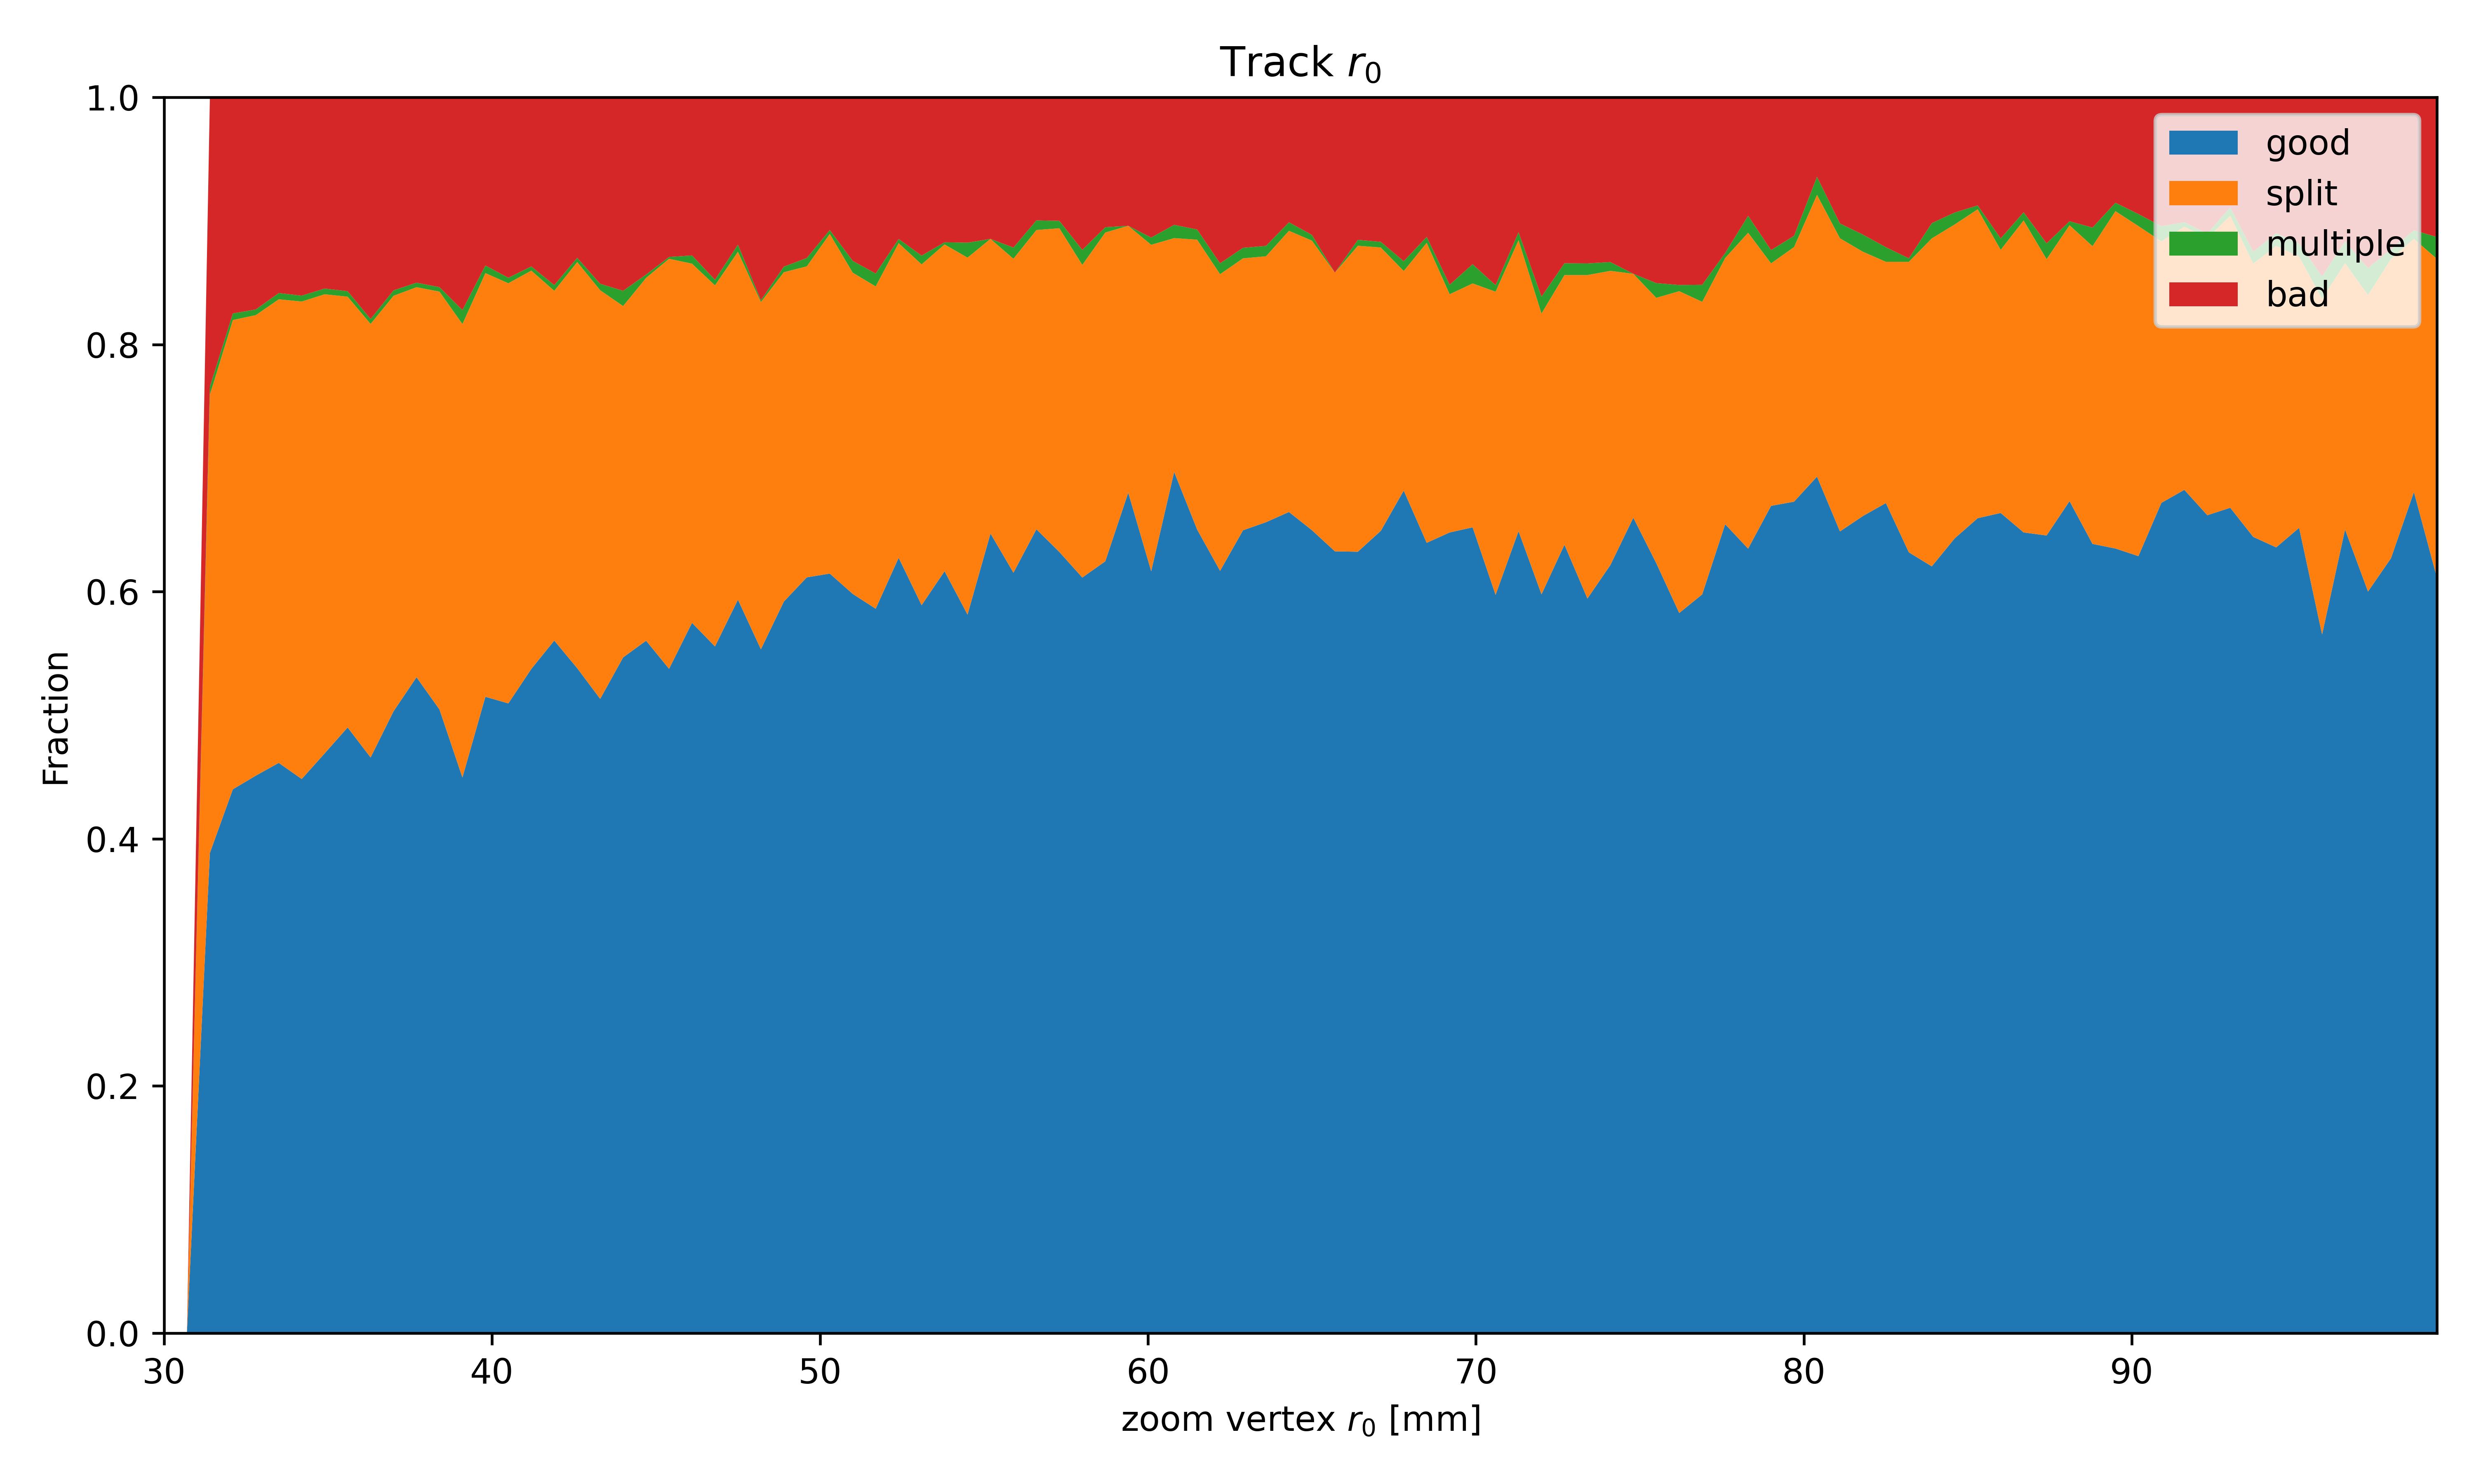 Track r₀
1.0
0.8
0.6
0.4
0.2
0.0
Fraction
good
split
multiple
bad
30 40 50 60 70 80 90
zoom vertex r₀ [mm]